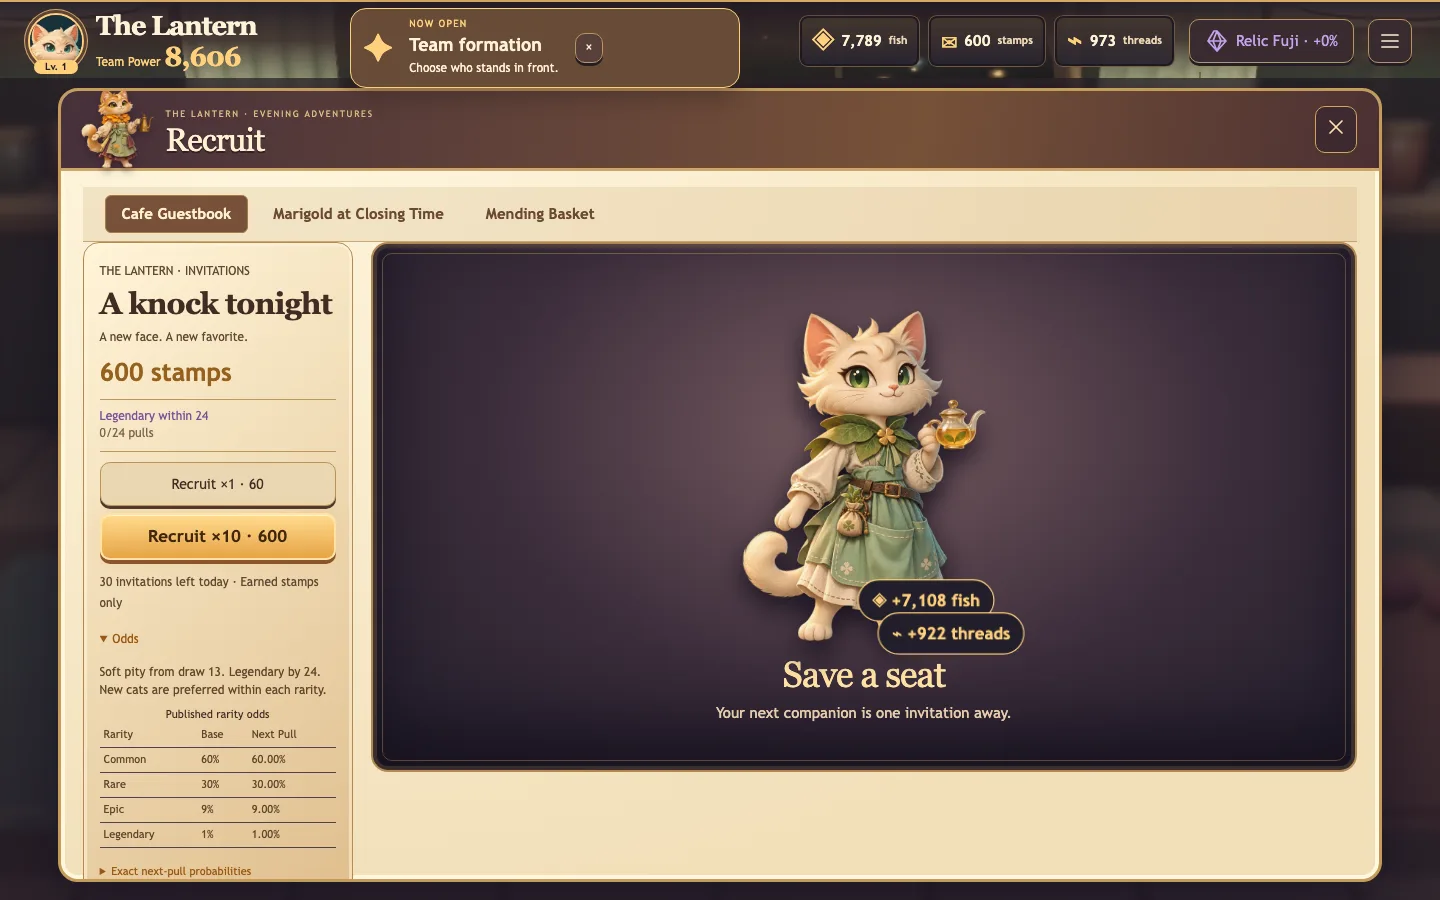 The Lantern
Lv. 1
Team Power 8,606
NOW OPEN
Team formation
Choose who stands in front.
×
7,789 fish
600 stamps
973 threads
Relic Fuji · +0%
THE LANTERN · EVENING ADVENTURES
Recruit
Cafe Guestbook
Marigold at Closing Time
Mending Basket
THE LANTERN · INVITATIONS
A knock tonight
A new face. A new favorite.
600 stamps
Legendary within 24
0/24 pulls
Recruit ×1 · 60
Recruit ×10 · 600
30 invitations left today · Earned stamps
only
▼ Odds
Soft pity from draw 13. Legendary by 24.
New cats are preferred within each rarity.
Published rarity odds
Rarity Base Next Pull
Common 60% 60.00%
Rare 30% 30.00%
Epic 9% 9.00%
Legendary 1% 1.00%
▶ Exact next-pull probabilities
+7,108 fish
+922 threads
Save a seat
Your next companion is one invitation away.